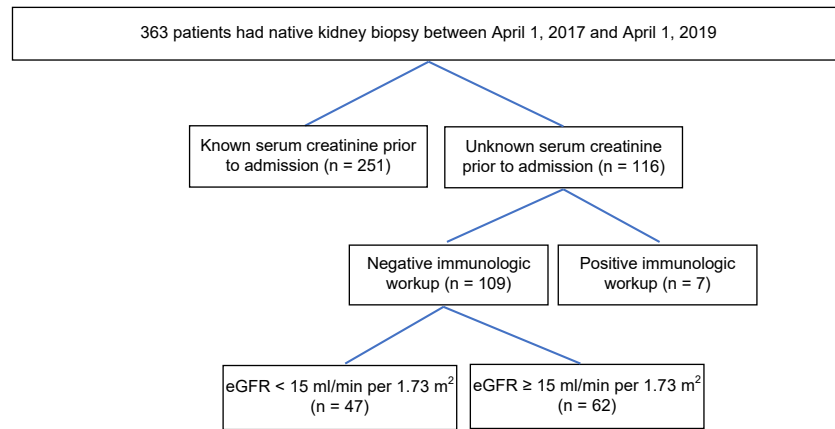 363 patients had native kidney biopsy between April 1, 2017 and April 1, 2019
Known serum creatinine prior
to admission (n = 251)
Unknown serum creatinine
prior to admission (n = 116)
Negative immunologic
workup (n = 109)
Positive immunologic
workup (n = 7)
eGFR < 15 ml/min per 1.73 m²
(n = 47)
eGFR ≥ 15 ml/min per 1.73 m²
(n = 62)